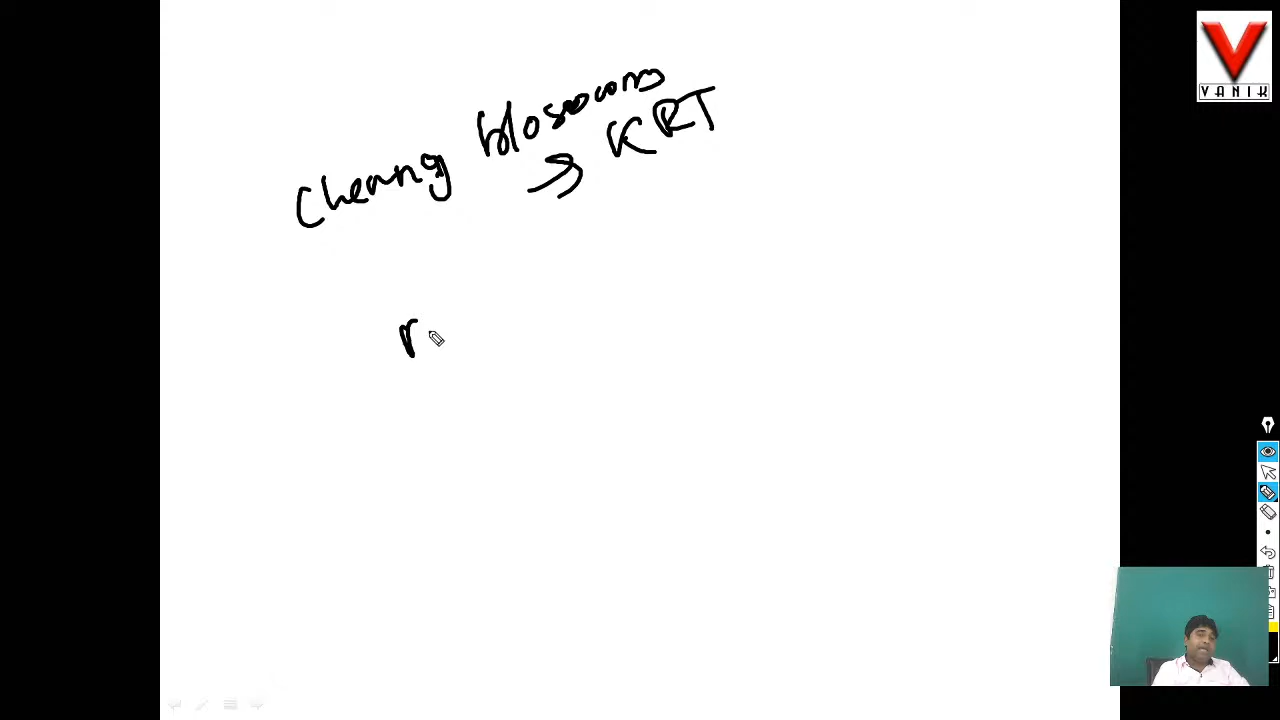 Cherry blossoms
→ KRT
r
V
VANIK